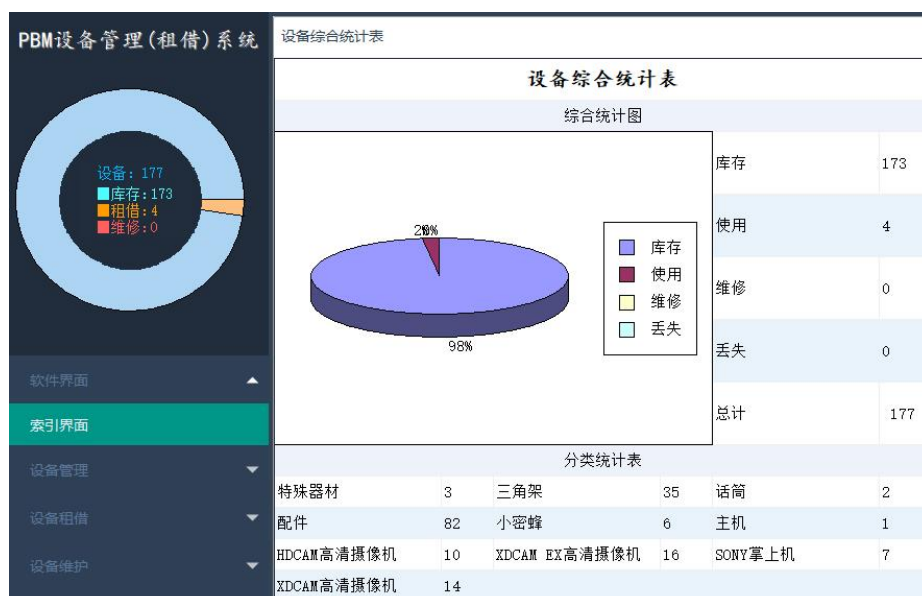 PBM设备管理(租借)系统
设备: 177
库存:173
租借:4
维修:0
软件界面
索引界面
设备管理
设备租借
设备维护
设备综合统计表
设备综合统计表
综合统计图
98%
库存
使用
维修
丢失
库存 173
使用 4
维修 0
丢失 0
总计 177
分类统计表
特殊器材 3 三角架 35 话筒 2
配件 82 小密蜂 6 主机 1
HDCAM高清摄像机 10 XDCAM EX高清摄像机 16 SONY掌上机 7
XDCAM高清摄像机 14